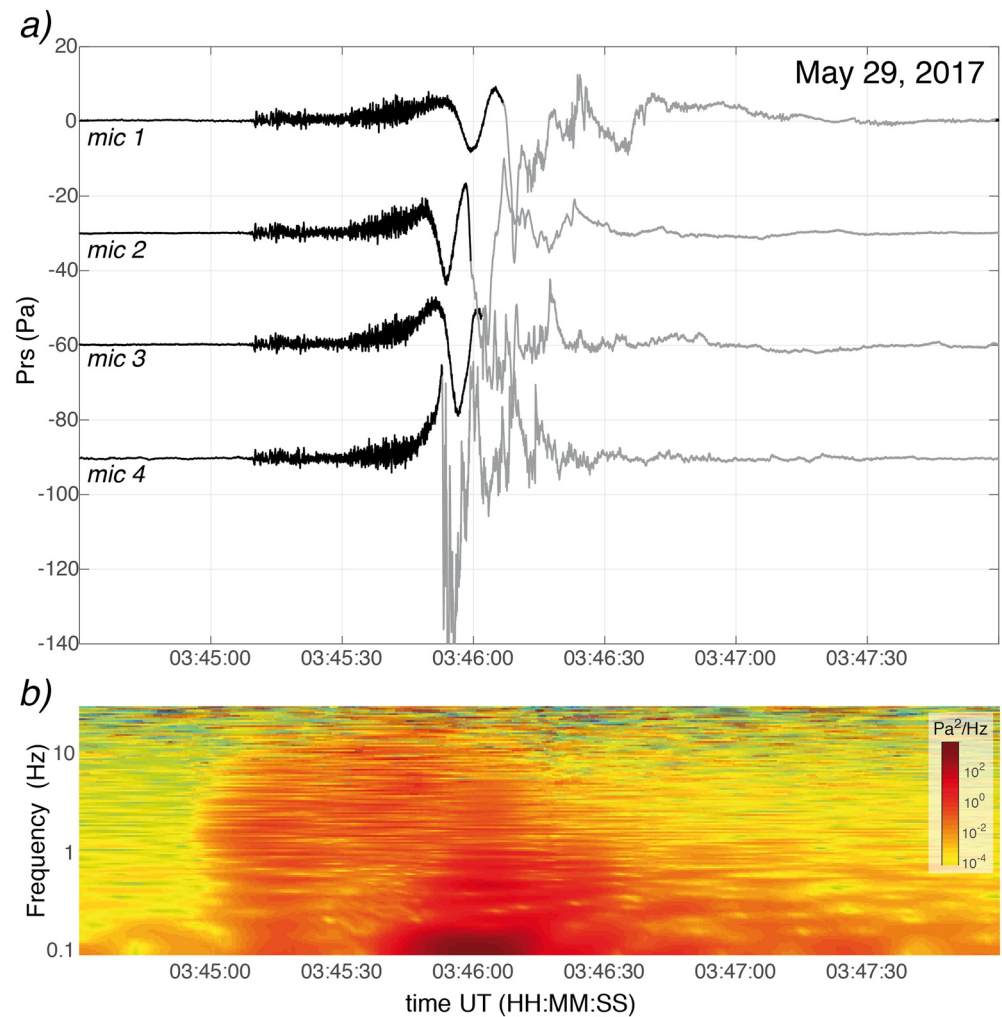 a)
May 29, 2017
Prs (Pa)
20
0
-20
-40
-60
-80
-100
-120
-140
mic 1
mic 2
mic 3
mic 4
03:45:00 03:45:30 03:46:00 03:46:30 03:47:00 03:47:30
b)
Frequency (Hz)
10
1
0.1
Pa²/Hz
10²
10⁰
10⁻²
10⁻⁴
03:45:00 03:45:30 03:46:00 03:46:30 03:47:00 03:47:30
time UT (HH:MM:SS)